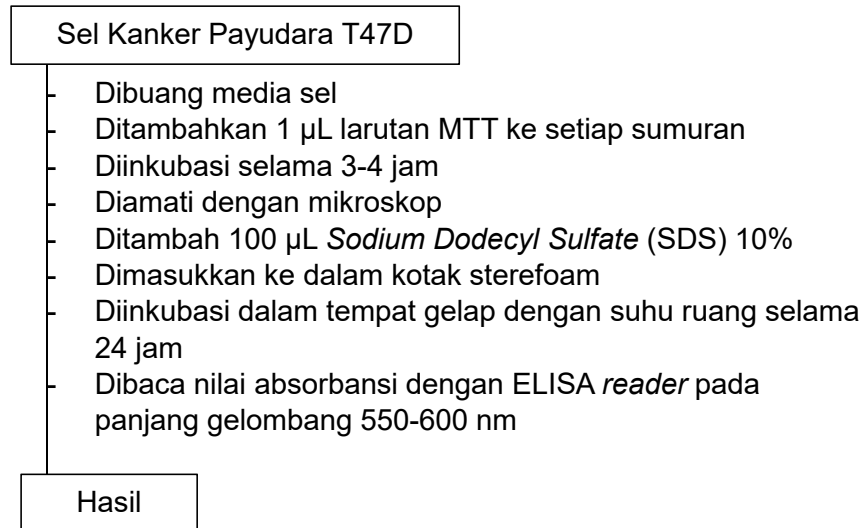 Sel Kanker Payudara T47D
- Dibuang media sel
- Ditambahkan 1 µL larutan MTT ke setiap sumuran
- Diinkubasi selama 3-4 jam
- Diamati dengan mikroskop
- Ditambah 100 µL Sodium Dodecyl Sulfate (SDS) 10%
- Dimasukkan ke dalam kotak sterefoam
- Diinkubasi dalam tempat gelap dengan suhu ruang selama
24 jam
- Dibaca nilai absorbansi dengan ELISA reader pada
panjang gelombang 550-600 nm
Hasil